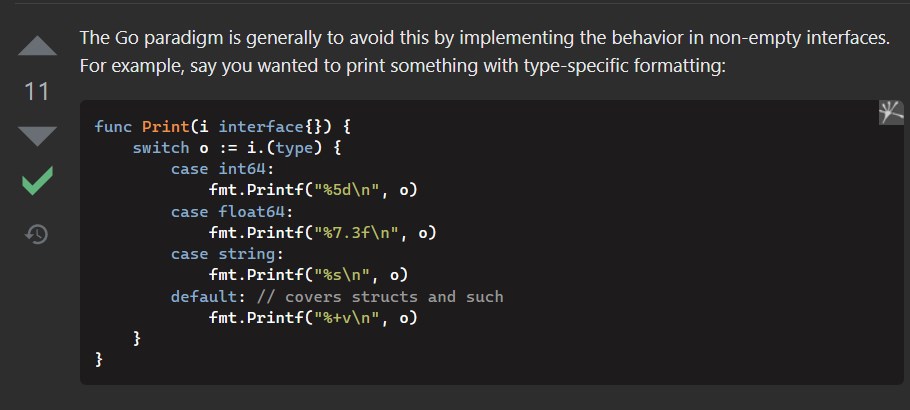 The Go paradigm is generally to avoid this by implementing the behavior in non-empty interfaces.
For example, say you wanted to print something with type-specific formatting:
11
func Print(i interface{}) {
    switch o := i.(type) {
        case int64:
            fmt.Printf("%5d\n", o)
        case float64:
            fmt.Printf("%7.3f\n", o)
        case string:
            fmt.Printf("%s\n", o)
        default: // covers structs and such
            fmt.Printf("%+v\n", o)
    }
}